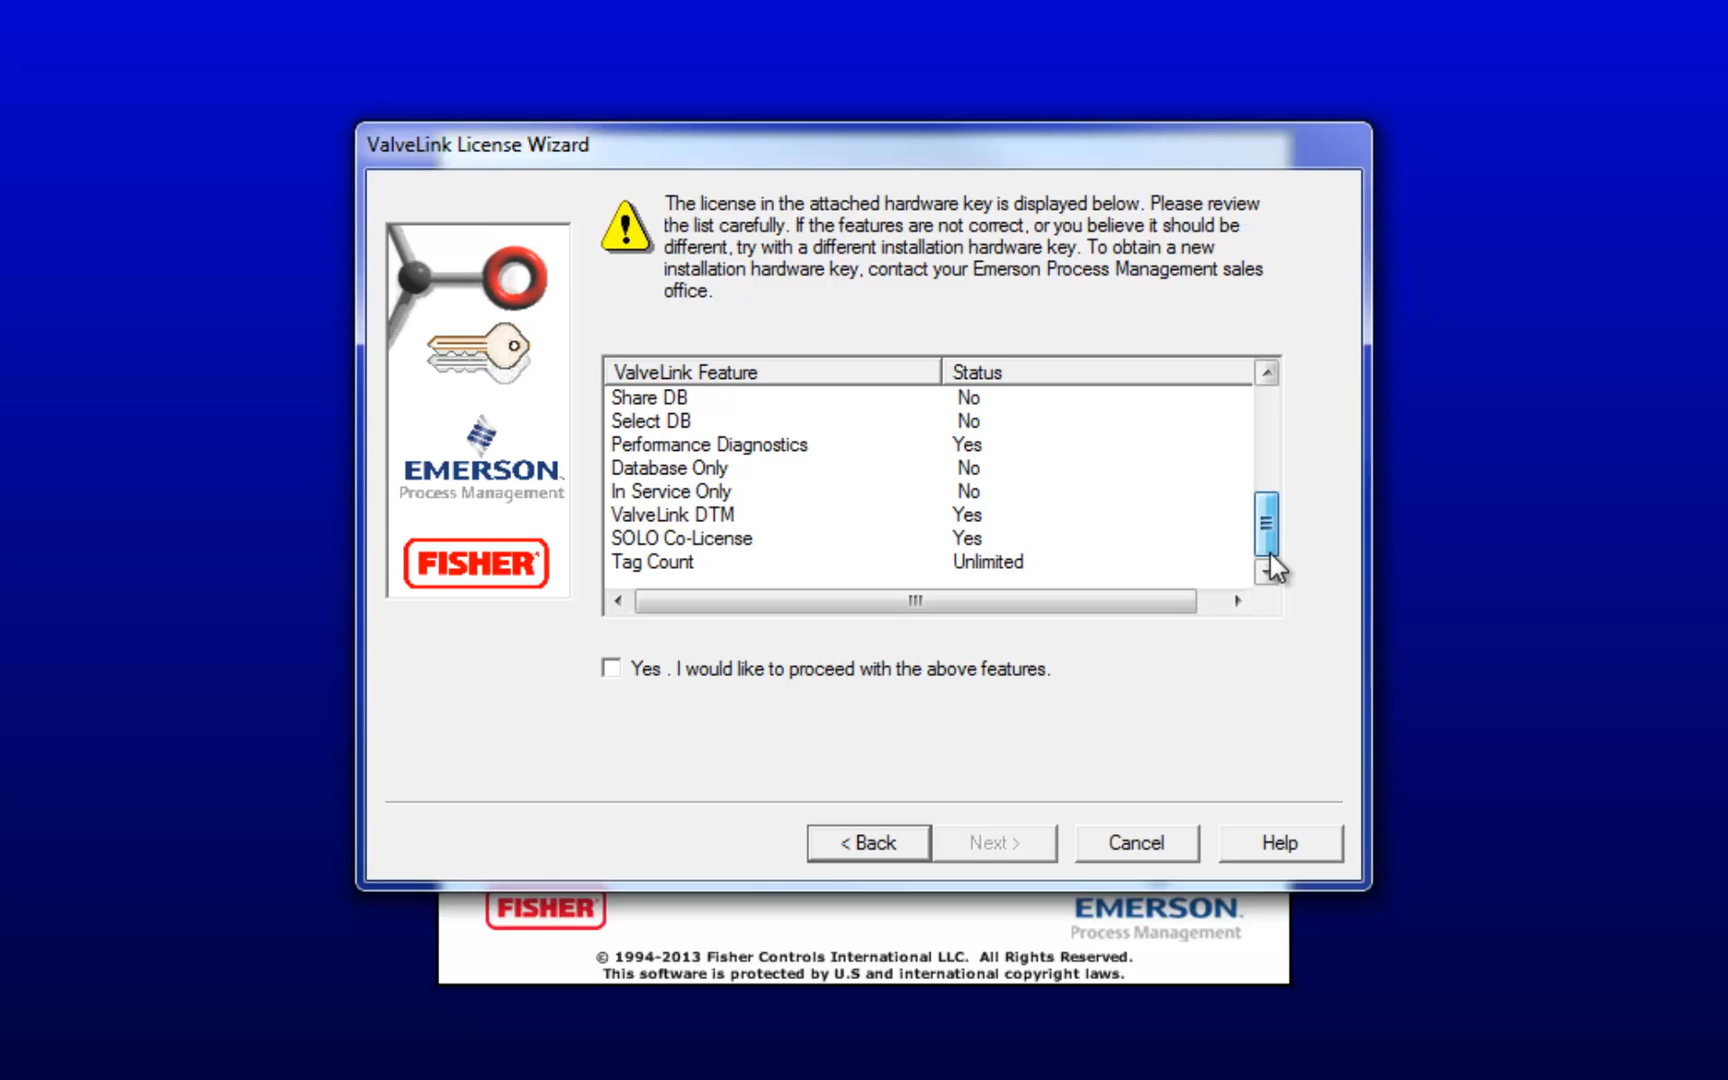 ValveLink License Wizard
The license in the attached hardware key is displayed below. Please review
the list carefully. If the features are not correct, or you believe it should be
different, try with a different installation hardware key. To obtain a new
installation hardware key, contact your Emerson Process Management sales
office.
EMERSON
Process Management
FISHER
ValveLink Feature Status
Share DB No
Select DB No
Performance Diagnostics Yes
Database Only No
In Service Only No
ValveLink DTM Yes
SOLO Co-License Yes
Tag Count Unlimited
Yes . I would like to proceed with the above features.
< Back Next > Cancel Help
FISHER EMERSON
Process Management
© 1994-2013 Fisher Controls International LLC. All Rights Reserved.
This software is protected by U.S and international copyright laws.